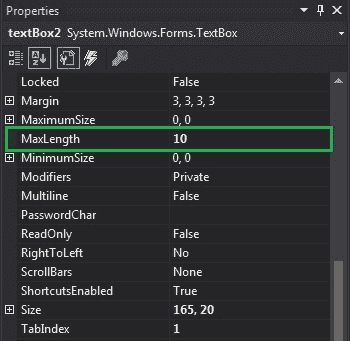 Properties
textBox2 System.Windows.Forms.TextBox
Locked False
Margin 3, 3, 3, 3
MaximumSize 0, 0
MaxLength 10
MinimumSize 0, 0
Modifiers Private
Multiline False
PasswordChar
ReadOnly False
RightToLeft No
ScrollBars None
ShortcutsEnabled True
Size 165, 20
TabIndex 1